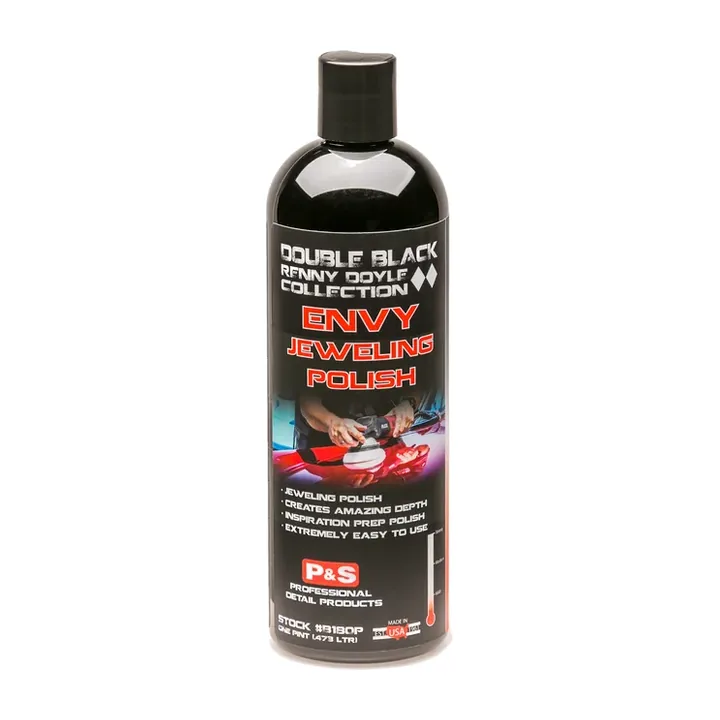 DOUBLE BLACK
RENNY DOYLE
COLLECTION
ENVY
JEWELING
POLISH
· JEWELING POLISH
· CREATES AMAZING DEPTH
· INSPIRATION PREP POLISH
· EXTREMELY EASY TO USE
P&S
PROFESSIONAL
DETAIL PRODUCTS
STOCK #B180P
ONE PINT (473 LTR)
MADE IN
EST. USA